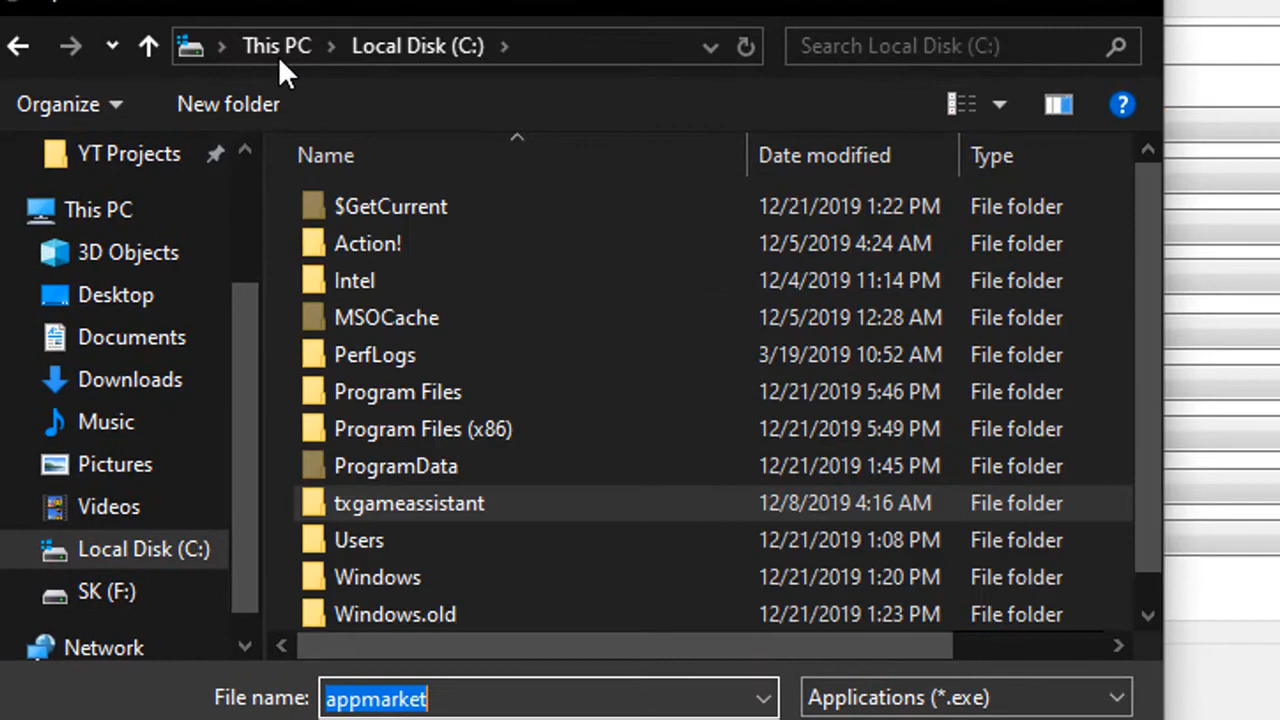 This PC > Local Disk (C:) >
Search Local Disk (C:)
Organize
New folder
?
YT Projects
This PC
3D Objects
Desktop
Documents
Downloads
Music
Pictures
Videos
Local Disk (C:)
SK (F:)
Network
Name Date modified Type
$GetCurrent 12/21/2019 1:22 PM File folder
Action! 12/5/2019 4:24 AM File folder
Intel 12/4/2019 11:14 PM File folder
MSOCache 12/5/2019 12:28 AM File folder
PerfLogs 3/19/2019 10:52 AM File folder
Program Files 12/21/2019 5:46 PM File folder
Program Files (x86) 12/21/2019 5:49 PM File folder
ProgramData 12/21/2019 1:45 PM File folder
txgameassistant 12/8/2019 4:16 AM File folder
Users 12/21/2019 1:08 PM File folder
Windows 12/21/2019 1:20 PM File folder
Windows.old 12/21/2019 1:23 PM File folder
File name: appmarket
Applications (*.exe)